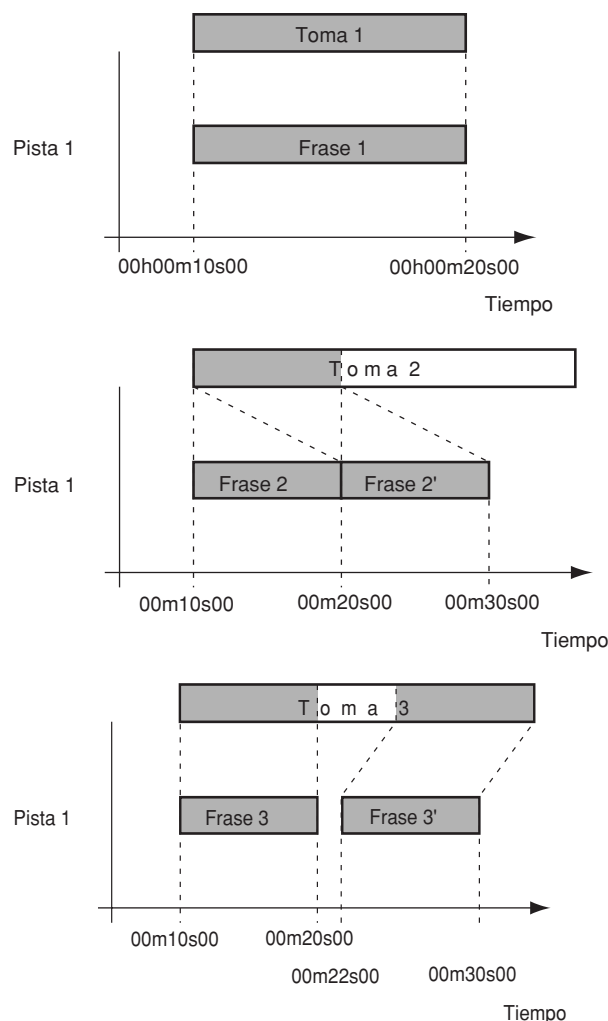 Toma 1
Pista 1
Frase 1
00h00m10s00 00h00m20s00
Tiempo
Toma 2
Pista 1
Frase 2 Frase 2'
00m10s00 00m20s00 00m30s00
Tiempo
Toma 3
Pista 1
Frase 3 Frase 3'
00m10s00 00m20s00
00m22s00 00m30s00
Tiempo